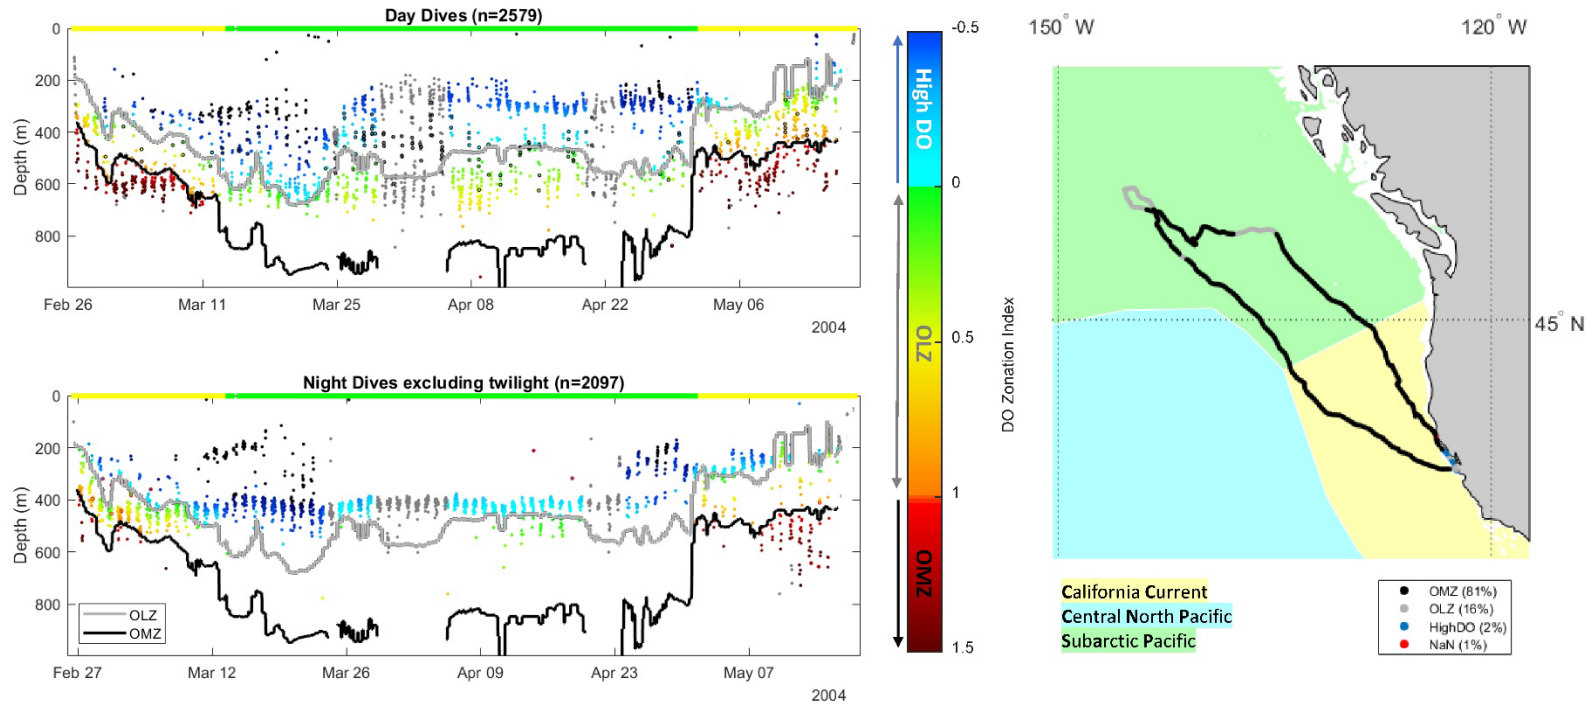 Day Dives (n=2579)
0
200
400
600
800
Depth (m)
Feb 26
Mar 11
Mar 25
Apr 08
Apr 22
May 06
2004
Night Dives excluding twilight (n=2097)
0
200
400
600
800
Depth (m)
OLZ
OMZ
Feb 27
Mar 12
Mar 26
Apr 09
Apr 23
May 07
2004
-0.5
0
0.5
1
1.5
High DO
OLZ
OMZ
DO Zonation Index
150° W
120° W
45° N
California Current
Central North Pacific
Subarctic Pacific
OMZ (81%)
OLZ (16%)
HighDO (2%)
NaN (1%)